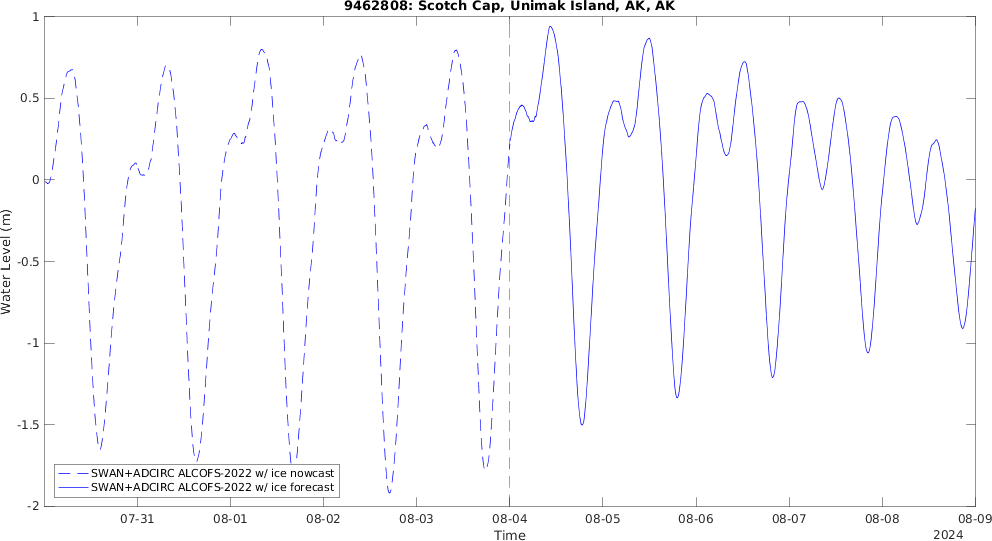 9462808: Scotch Cap, Unimak Island, AK, AK
1
0.5
0
-0.5
-1
-1.5
-2
Water Level (m)
SWAN+ADCIRC ALCOFS-2022 w/ ice nowcast
SWAN+ADCIRC ALCOFS-2022 w/ ice forecast
07-31 08-01 08-02 08-03 08-04 08-05 08-06 08-07 08-08 08-09
Time
2024